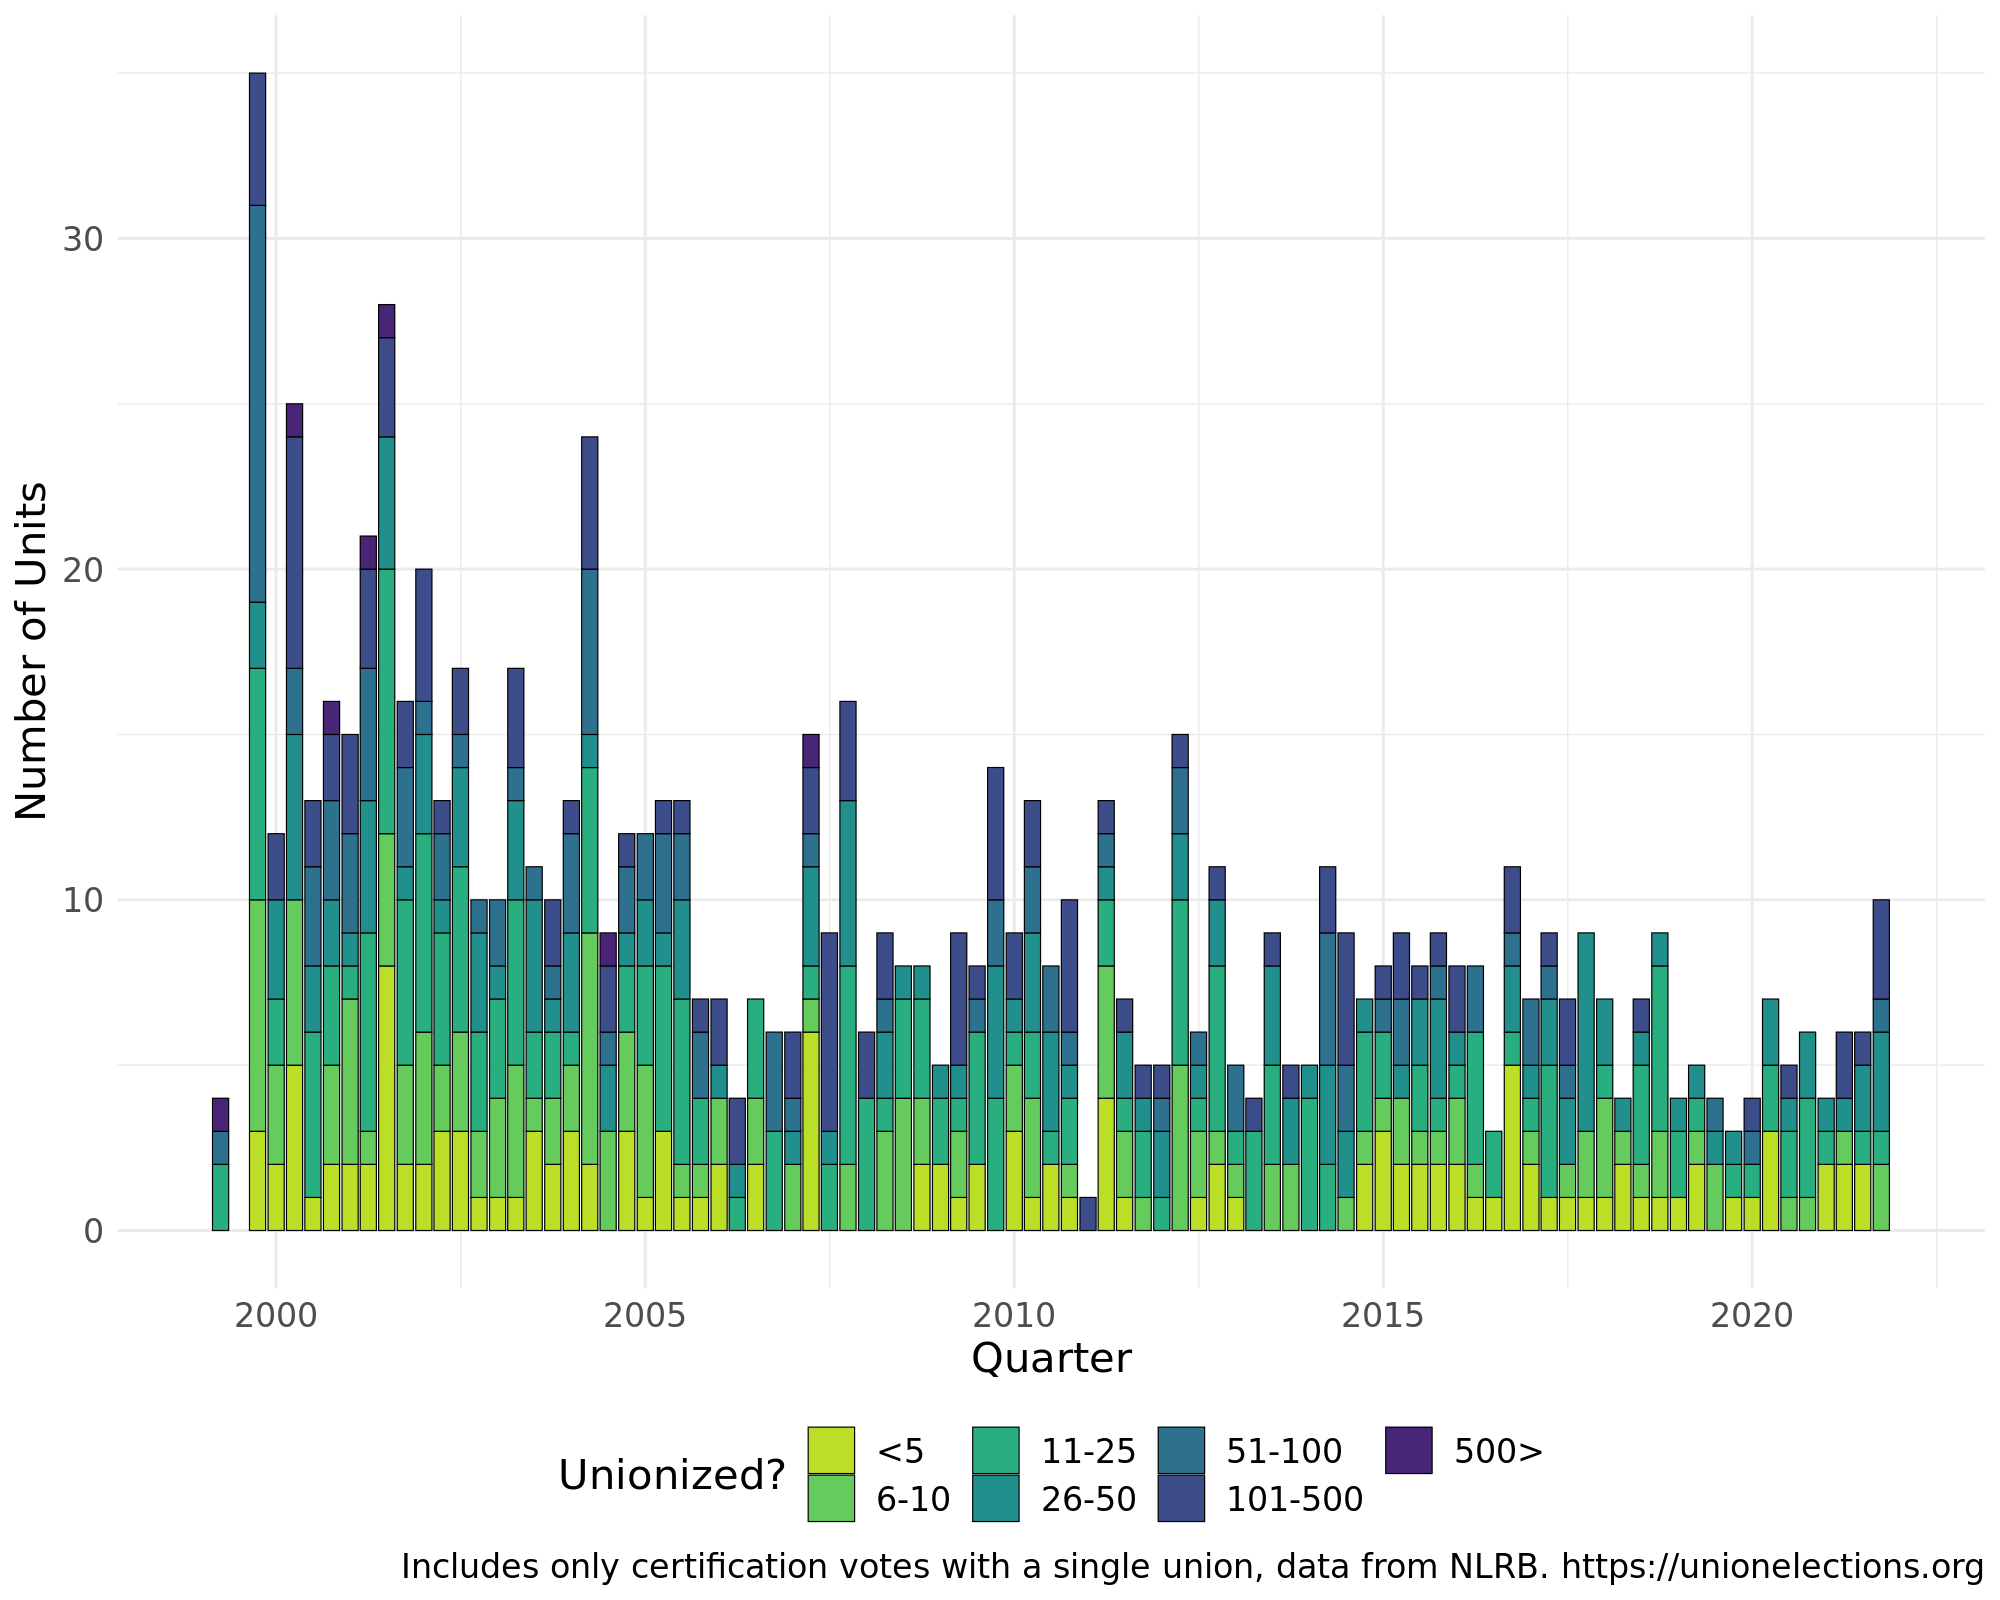 Number of Units
30
20
10
0
2000 2005 2010 2015 2020
Quarter
Unionized?
<5 11-25 51-100 500>
6-10 26-50 101-500
Includes only certification votes with a single union, data from NLRB. https://unionelections.org